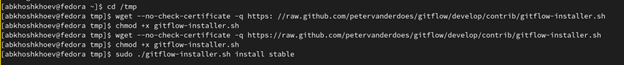 [abkhoshkhoev@fedora ~]$ cd /tmp
[abkhoshkhoev@fedora tmp]$ wget --no-check-certificate -q https: //raw.github.com/petervanderdoes/gitflow/develop/contrib/gitflow-installer.sh
[abkhoshkhoev@fedora tmp]$ chmod +x gitflow-installer.sh
[abkhoshkhoev@fedora tmp]$ wget --no-check-certificate -q https://raw.github.com/petervanderdoes/gitflow/develop/contrib/gitflow-installer.sh
[abkhoshkhoev@fedora tmp]$ chmod +x gitflow-installer.sh
[abkhoshkhoev@fedora tmp]$ sudo ./gitflow-installer.sh install stable